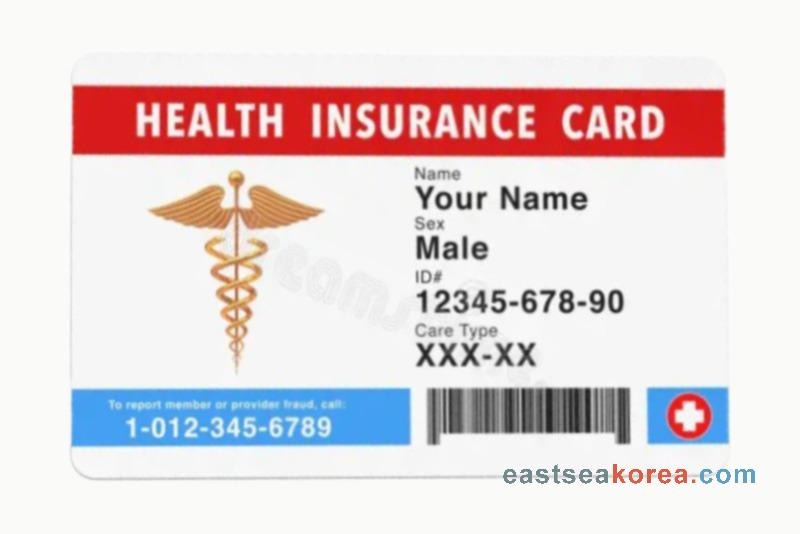 HEALTH INSURANCE CARD
Name
Your Name
Sex
Male
ID#
12345-678-90
Care Type
XXX-XX
To report member or provider fraud, call:
1-012-345-6789
eastseakorea.com